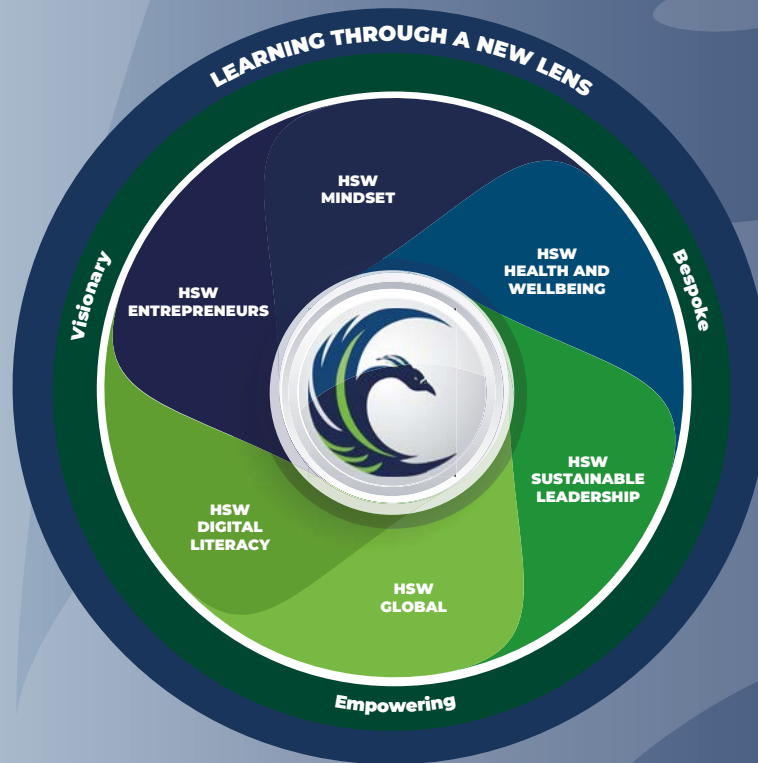 LEARNING THROUGH A NEW LENS
Visionary
Bespoke
HSW
MINDSET
HSW
HEALTH AND
WELLBEING
HSW
ENTREPRENEURS
HSW
SUSTAINABLE
LEADERSHIP
HSW
DIGITAL
LITERACY
HSW
GLOBAL
Empowering